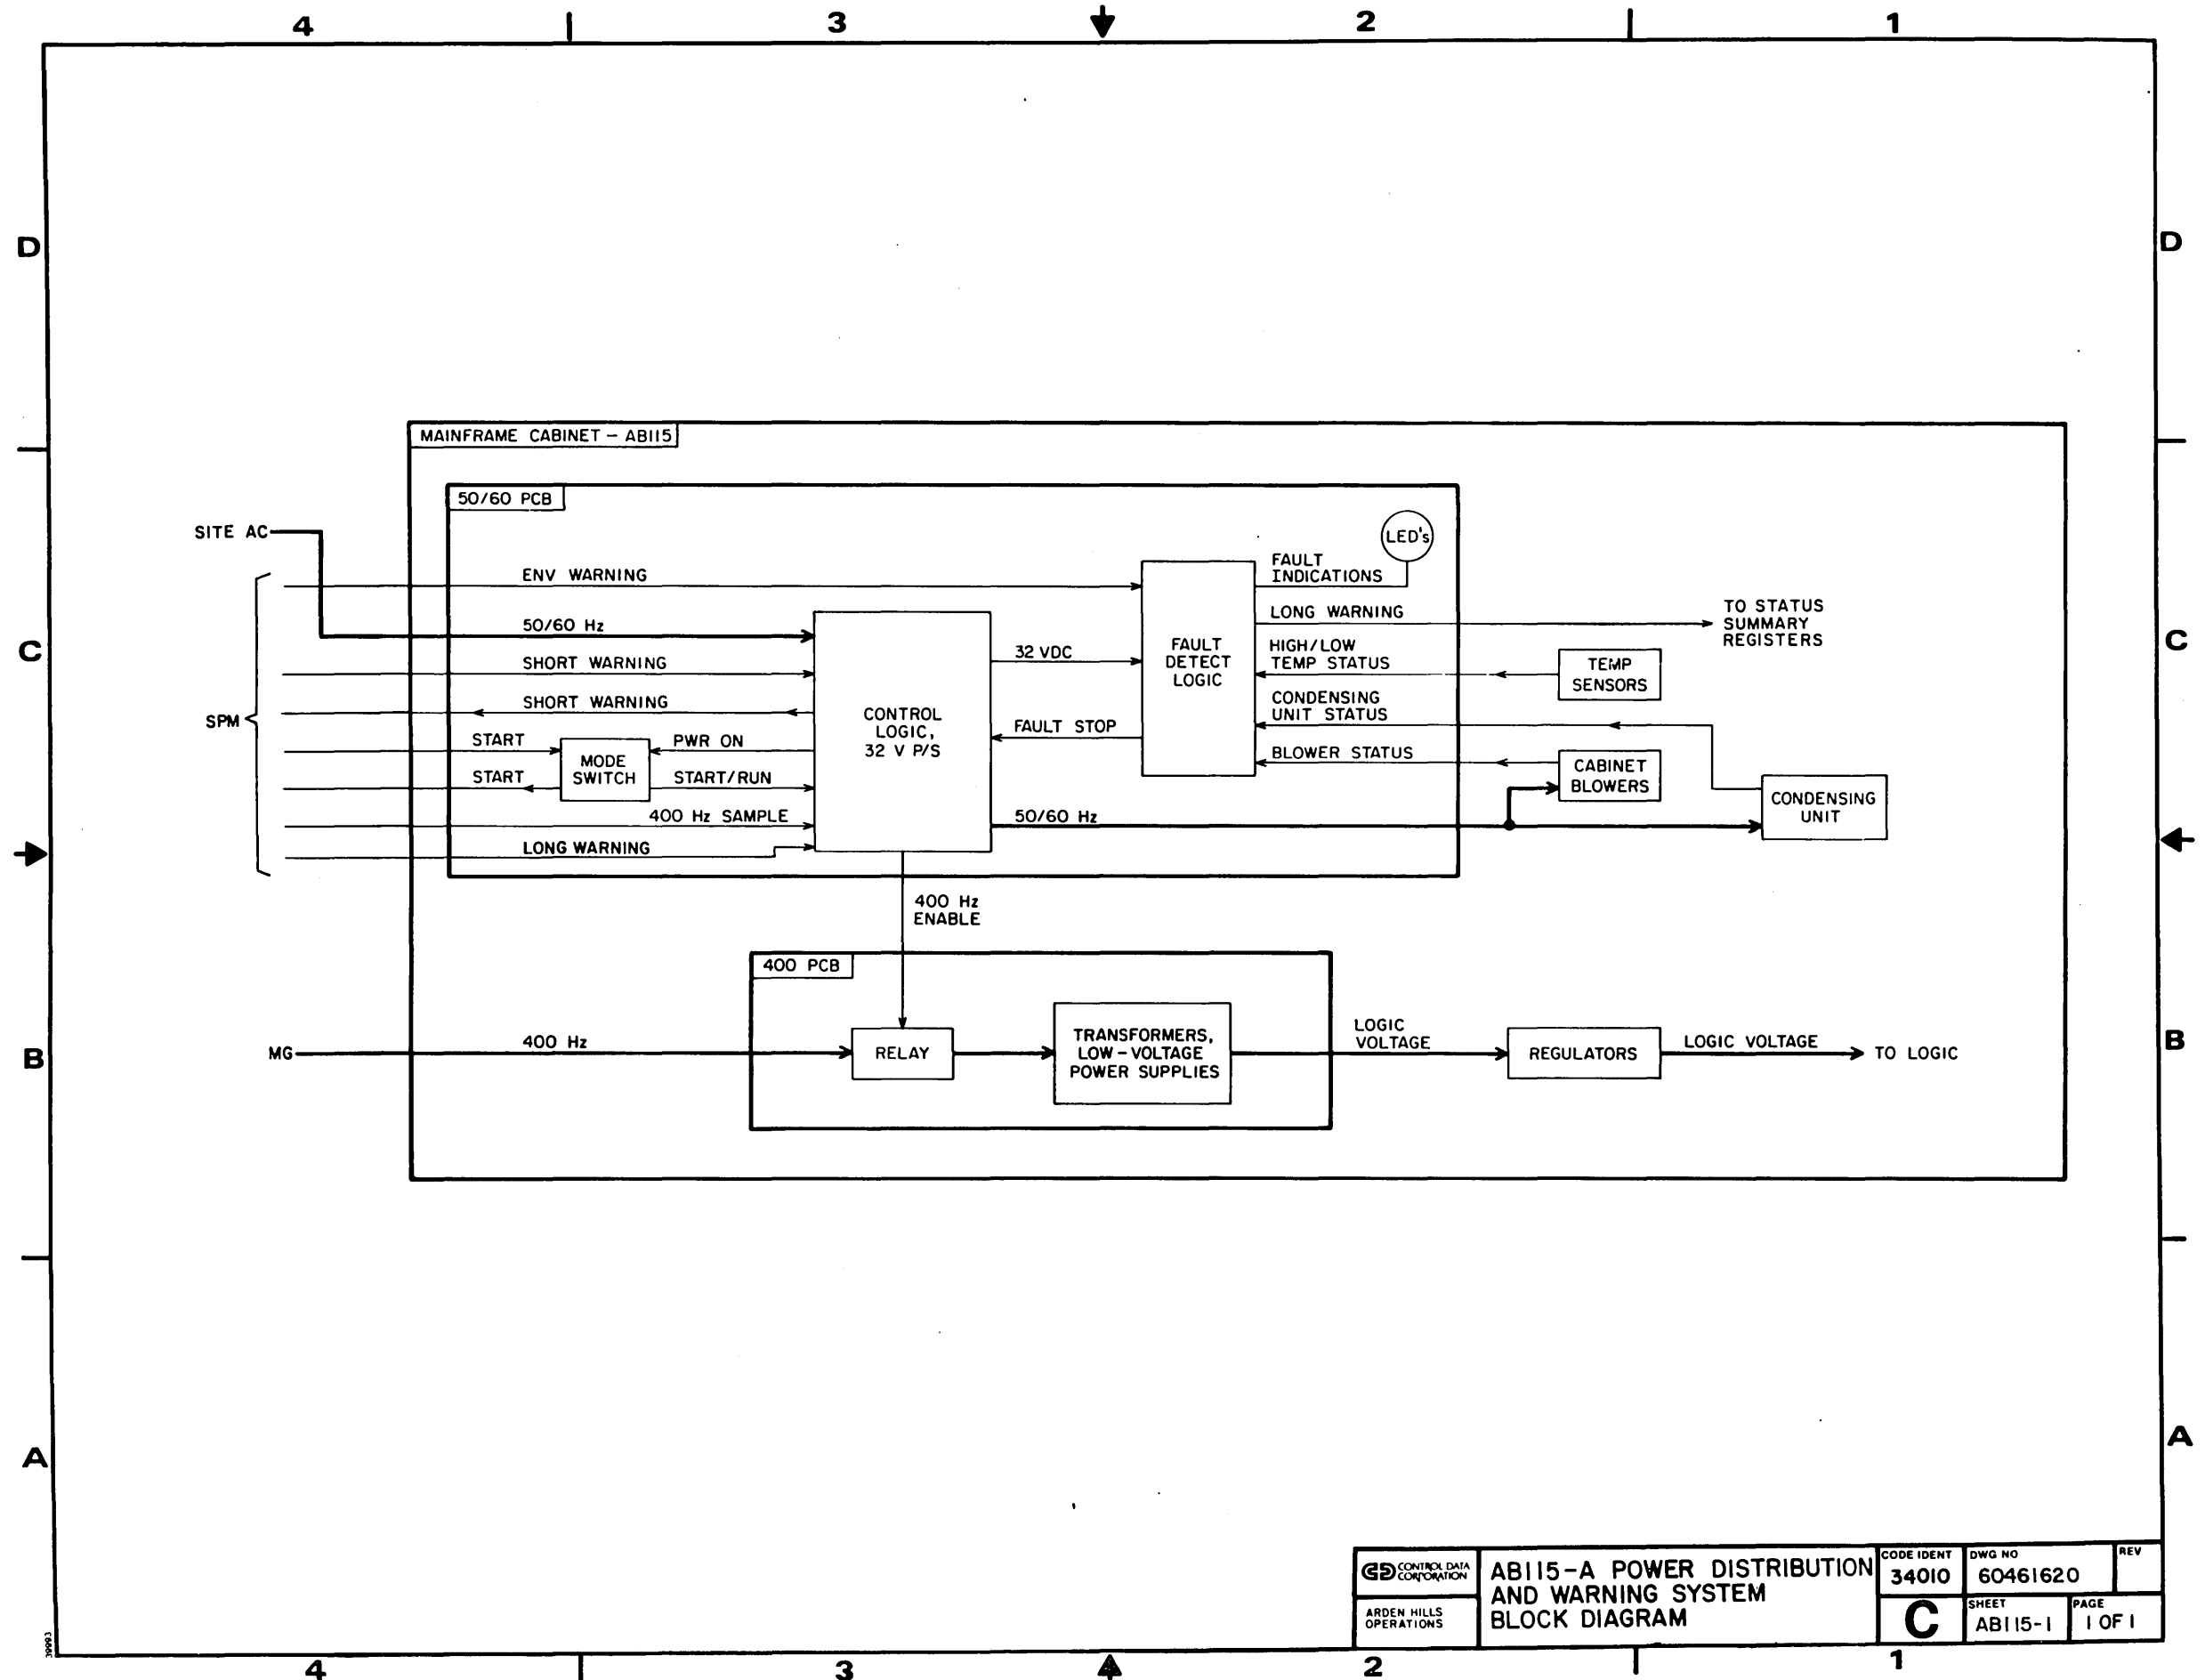 4 3 2 1
D D
MAINFRAME CABINET – AB115
50/60 PCB
SITE AC
LED's
FAULT
INDICATIONS
ENV WARNING
LONG WARNING
TO STATUS
SUMMARY
REGISTERS
50/60 Hz
C C
SHORT WARNING
32 VDC
FAULT
DETECT
LOGIC
HIGH/LOW
TEMP STATUS
TEMP
SENSORS
SPM
SHORT WARNING
CONTROL
LOGIC,
32 V P/S
CONDENSING
UNIT STATUS
START
MODE
SWITCH
PWR ON
FAULT STOP
BLOWER STATUS
CABINET
BLOWERS
START
START/RUN
CONDENSING
UNIT
400 Hz SAMPLE
50/60 Hz
LONG WARNING
400 Hz
ENABLE
400 PCB
MG
400 Hz
RELAY
TRANSFORMERS,
LOW-VOLTAGE
POWER SUPPLIES
LOGIC
VOLTAGE
REGULATORS
LOGIC VOLTAGE
TO LOGIC
B B
A A
39993
CONTROL DATA
CORPORATION
ARDEN HILLS
OPERATIONS
AB115-A POWER DISTRIBUTION
AND WARNING SYSTEM
BLOCK DIAGRAM
CODE IDENT
34010
DWG NO
60461620
REV
C
SHEET
AB115-1
PAGE
1 OF 1
4 3 2 1